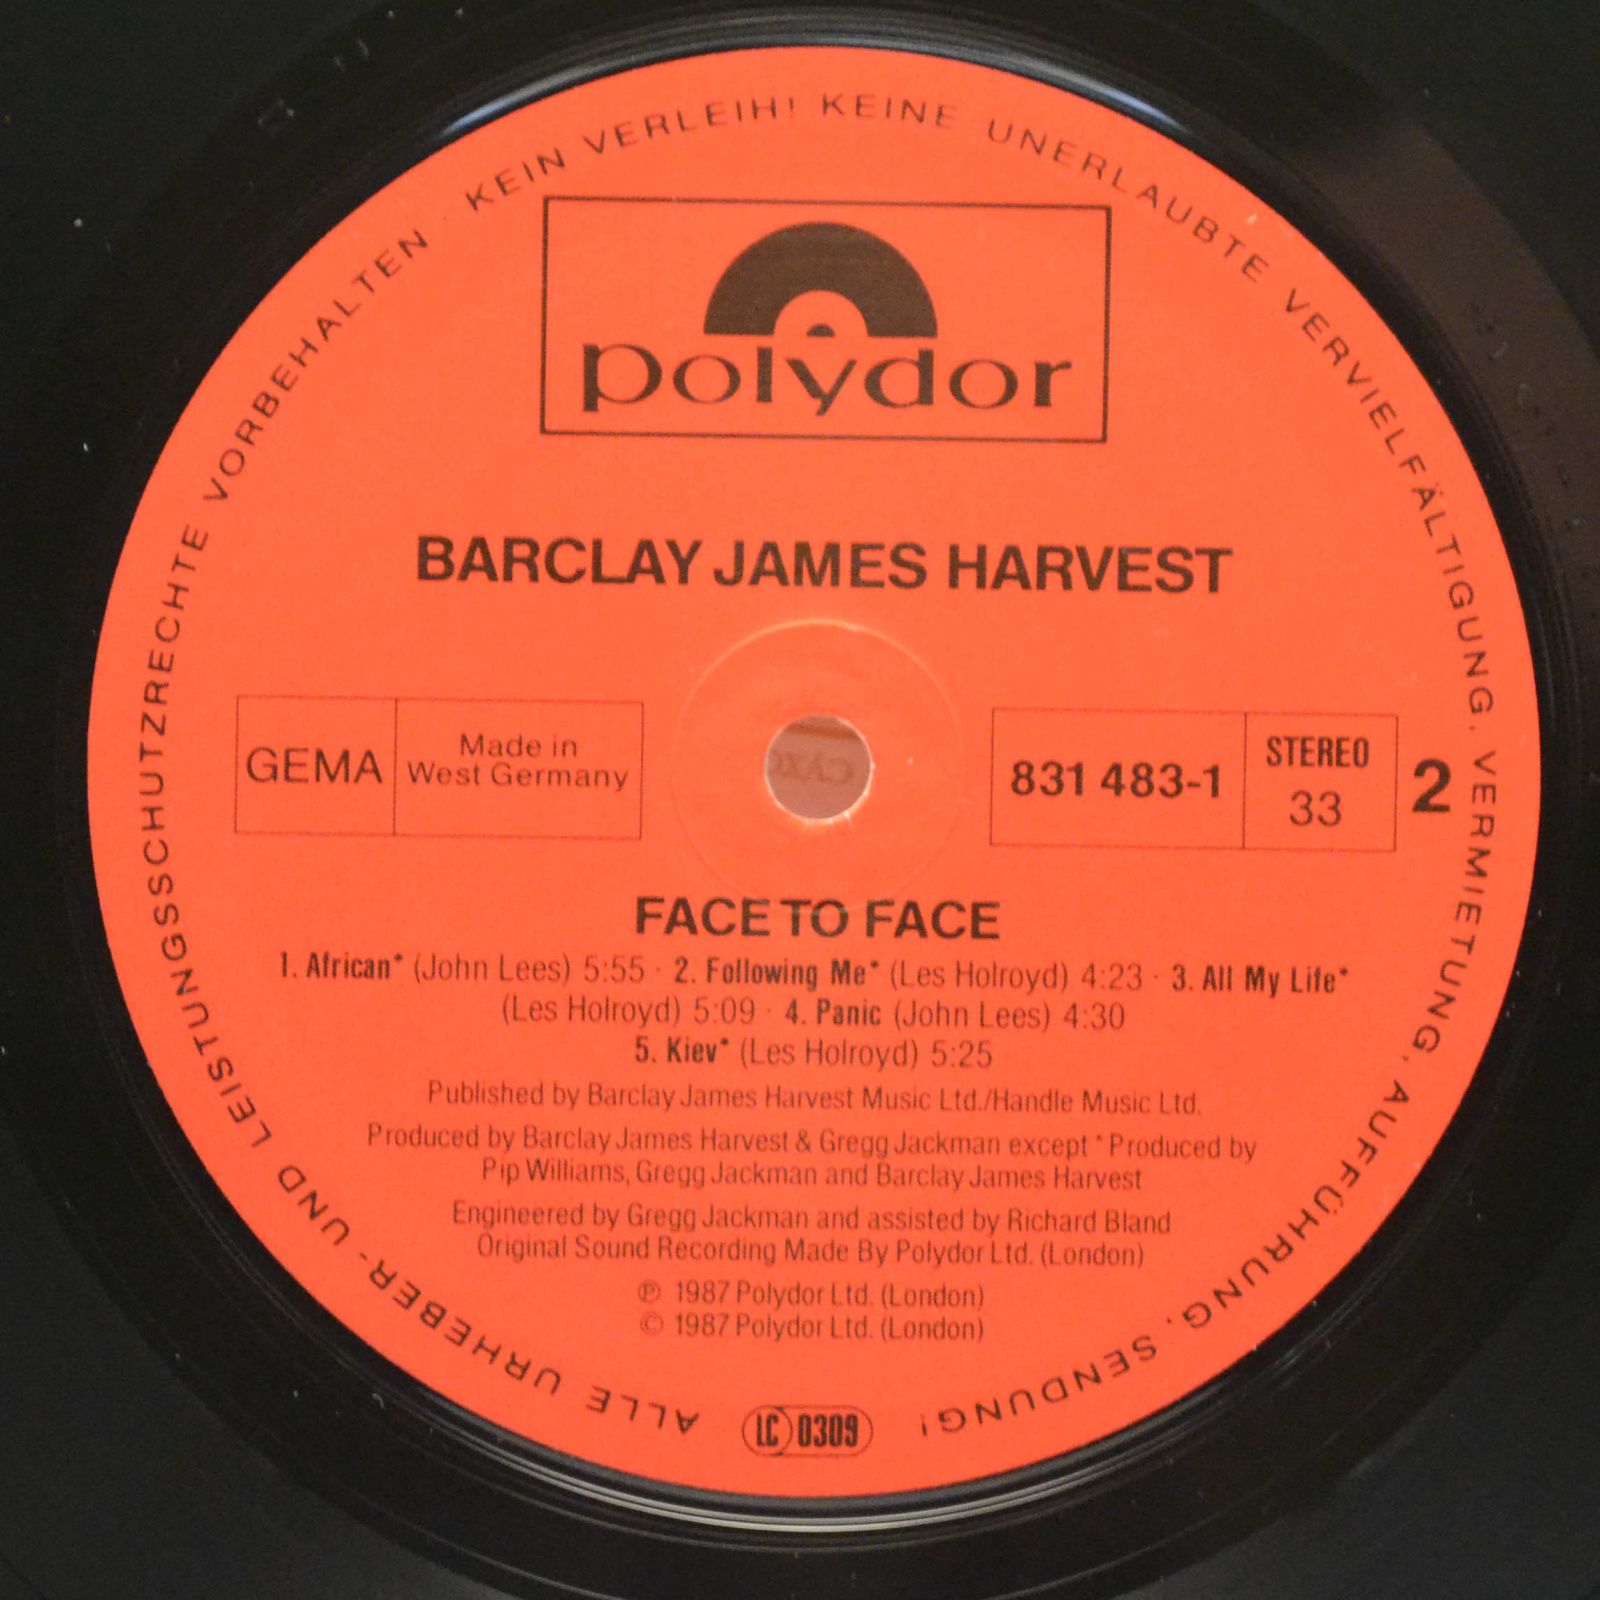 ALLE URHEBER- UND LEISTUNGSSCHUTZRECHTE VORBEHALTEN · KEIN VERLEIH! KEINE UNERLAUBTE VERVIELFÄLTIGUNG, VERMIETUNG, AUFFÜHRUNG, SENDUNG!
polydor
BARCLAY JAMES HARVEST
GEMA
Made in
West Germany
831 483-1
STEREO
33
2
FACE TO FACE
1. African* (John Lees) 5:55 · 2. Following Me* (Les Holroyd) 4:23 · 3. All My Life*
(Les Holroyd) 5:09 · 4. Panic (John Lees) 4:30
5. Kiev* (Les Holroyd) 5:25
Published by Barclay James Harvest Music Ltd./Handle Music Ltd.
Produced by Barclay James Harvest & Gregg Jackman except *Produced by
Pip Williams, Gregg Jackman and Barclay James Harvest
Engineered by Gregg Jackman and assisted by Richard Bland
Original Sound Recording Made By Polydor Ltd. (London)
℗ 1987 Polydor Ltd. (London)
© 1987 Polydor Ltd. (London)
LC 0309